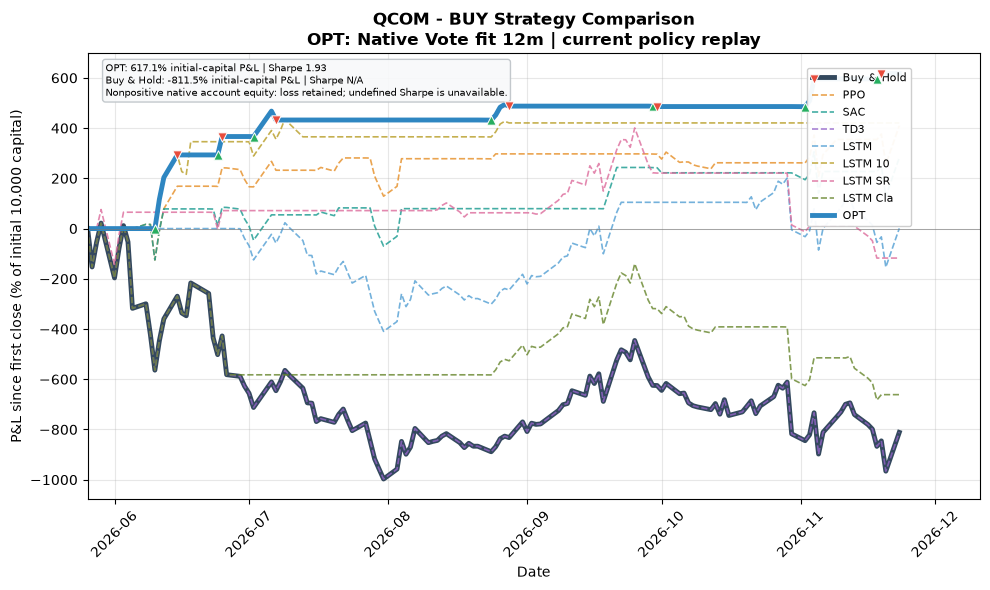 QCOM - BUY Strategy Comparison
OPT: Native Vote fit 12m | current policy replay
OPT: 617.1% initial-capital P&L | Sharpe 1.93
Buy & Hold: -811.5% initial-capital P&L | Sharpe N/A
Nonpositive native account equity: loss retained; undefined Sharpe is unavailable.
Buy & Hold
PPO
SAC
TD3
LSTM
LSTM 10
LSTM SR
LSTM Cla
OPT
P&L since first close (% of initial 10,000 capital)
600
400
200
0
−200
−400
−600
−800
−1000
2026-06
2026-07
2026-08
2026-09
2026-10
2026-11
2026-12
Date